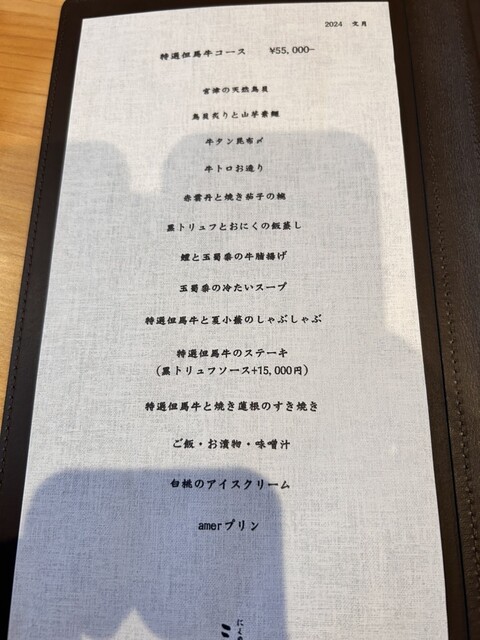 2024 文月
特選但馬牛コース ¥55,000-
宮津の天然鳥貝
鳥貝炙りと山芋素麺
牛タン昆布〆
牛トロお造り
赤雲丹と焼き茄子の椀
黒トリュフとおにくの飯蒸し
鱧と玉蜀黍の牛脂揚げ
玉蜀黍の冷たいスープ
特選但馬牛と夏小蕪のしゃぶしゃぶ
特選但馬牛のステーキ
(黒トリュフソース+15,000円)
特選但馬牛と焼き蓮根のすき焼き
ご飯・お漬物・味噌汁
白桃のアイスクリーム
amerプリン
にくの